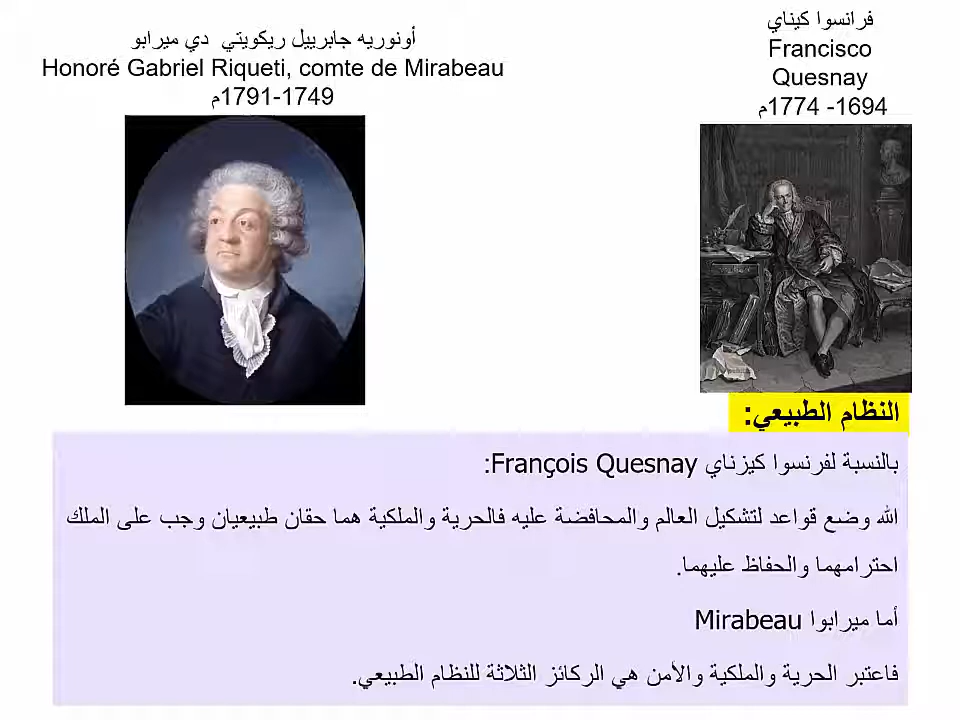 فرانسوا كيناي
Francisco
Quesnay
1694- 1774م
أونوريه جابرييل ريكويتي دي ميرابو
Honoré Gabriel Riqueti, comte de Mirabeau
1749-1791م
النظام الطبيعي:
بالنسبة لفرنسوا كيزناي François Quesnay:
الله وضع قواعد لتشكيل العالم والمحافضة عليه فالحرية والملكية هما حقان طبيعيان وجب على الملك
احترامهما والحفاظ عليهما.
أما ميرابوا Mirabeau
فاعتبر الحرية والملكية والأمن هي الركائز الثلاثة للنظام الطبيعي.